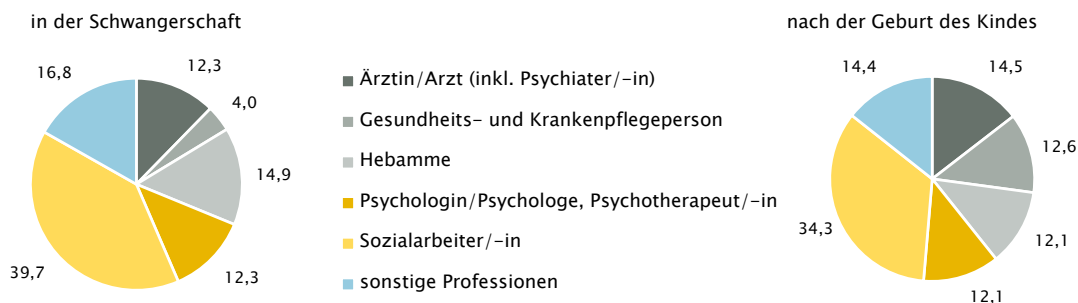 in der Schwangerschaft
16,8
12,3
4,0
14,9
12,3
39,7
Ärztin/Arzt (inkl. Psychiater/-in)
Gesundheits- und Krankenpflegeperson
Hebamme
Psychologin/Psychologe, Psychotherapeut/-in
Sozialarbeiter/-in
sonstige Professionen
nach der Geburt des Kindes
14,4
14,5
12,6
12,1
12,1
34,3